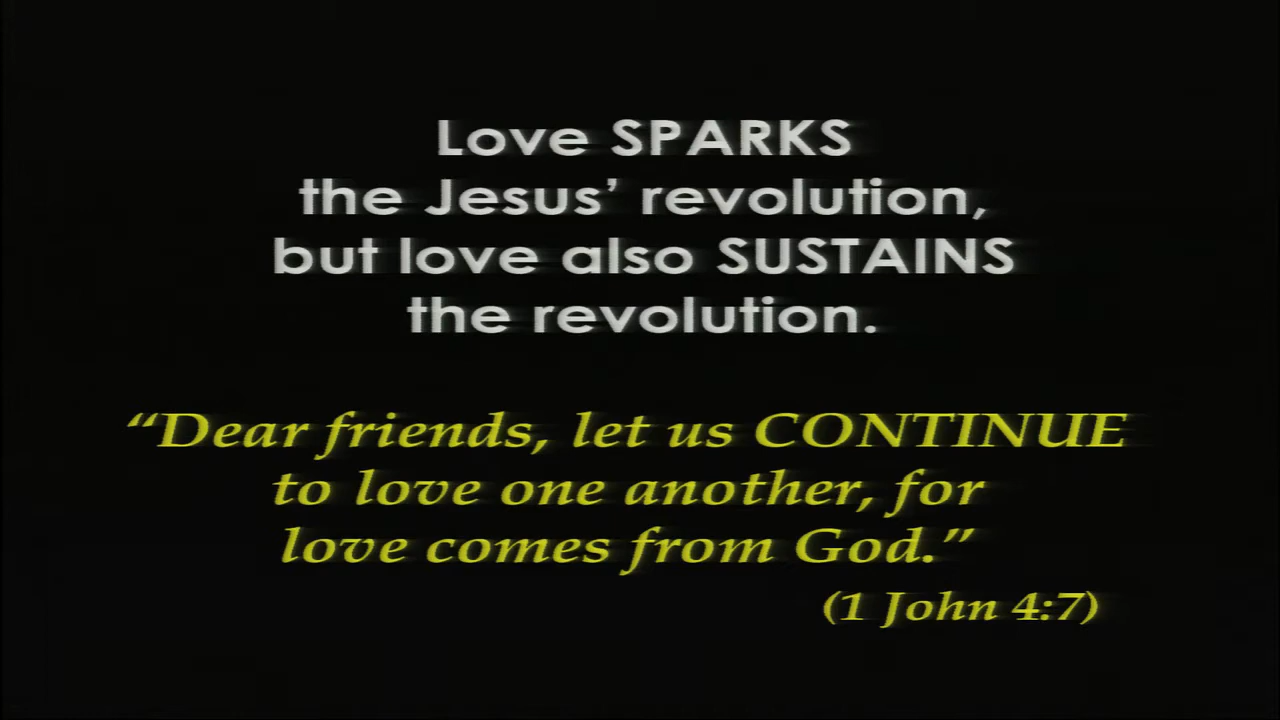 Love SPARKS
the Jesus’ revolution,
but love also SUSTAINS
the revolution.
“Dear friends, let us CONTINUE
to love one another, for
love comes from God.”
(1 John 4:7)